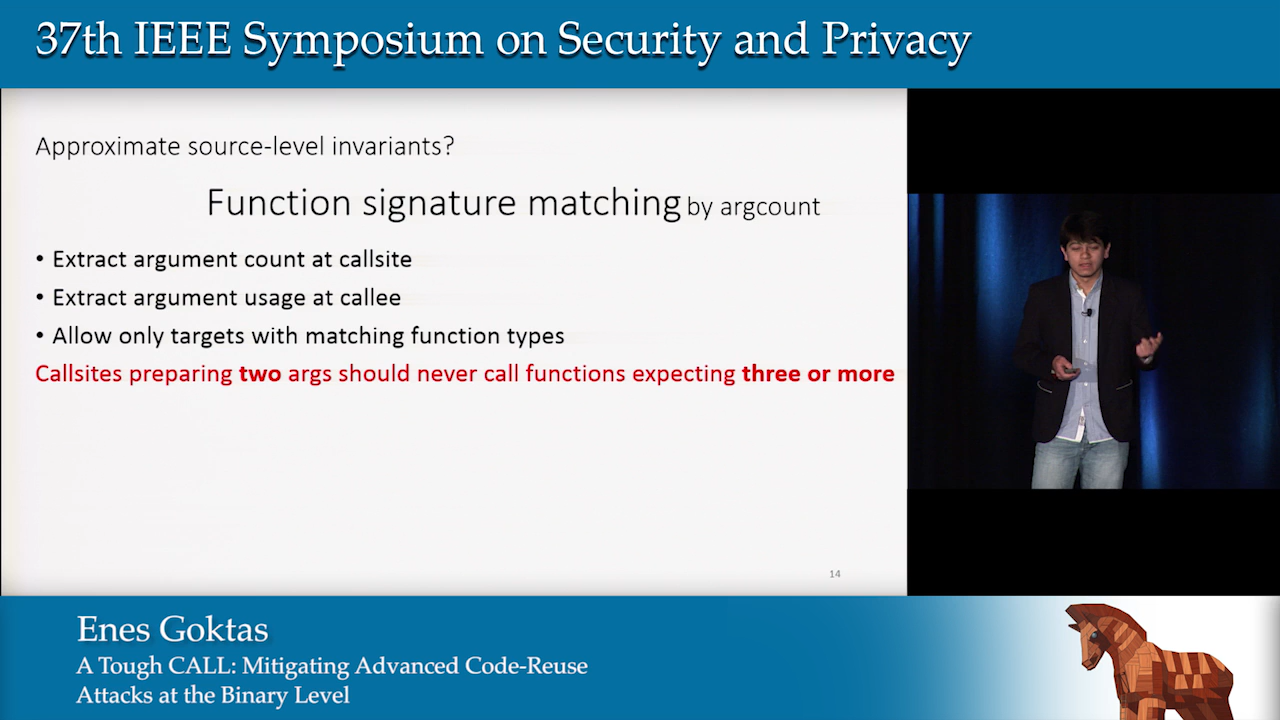 37th IEEE Symposium on Security and Privacy
Approximate source-level invariants?
Function signature matching by argcount
• Extract argument count at callsite
• Extract argument usage at callee
• Allow only targets with matching function types
Callsites preparing two args should never call functions expecting three or more
14
Enes Goktas
A Tough CALL: Mitigating Advanced Code-Reuse
Attacks at the Binary Level